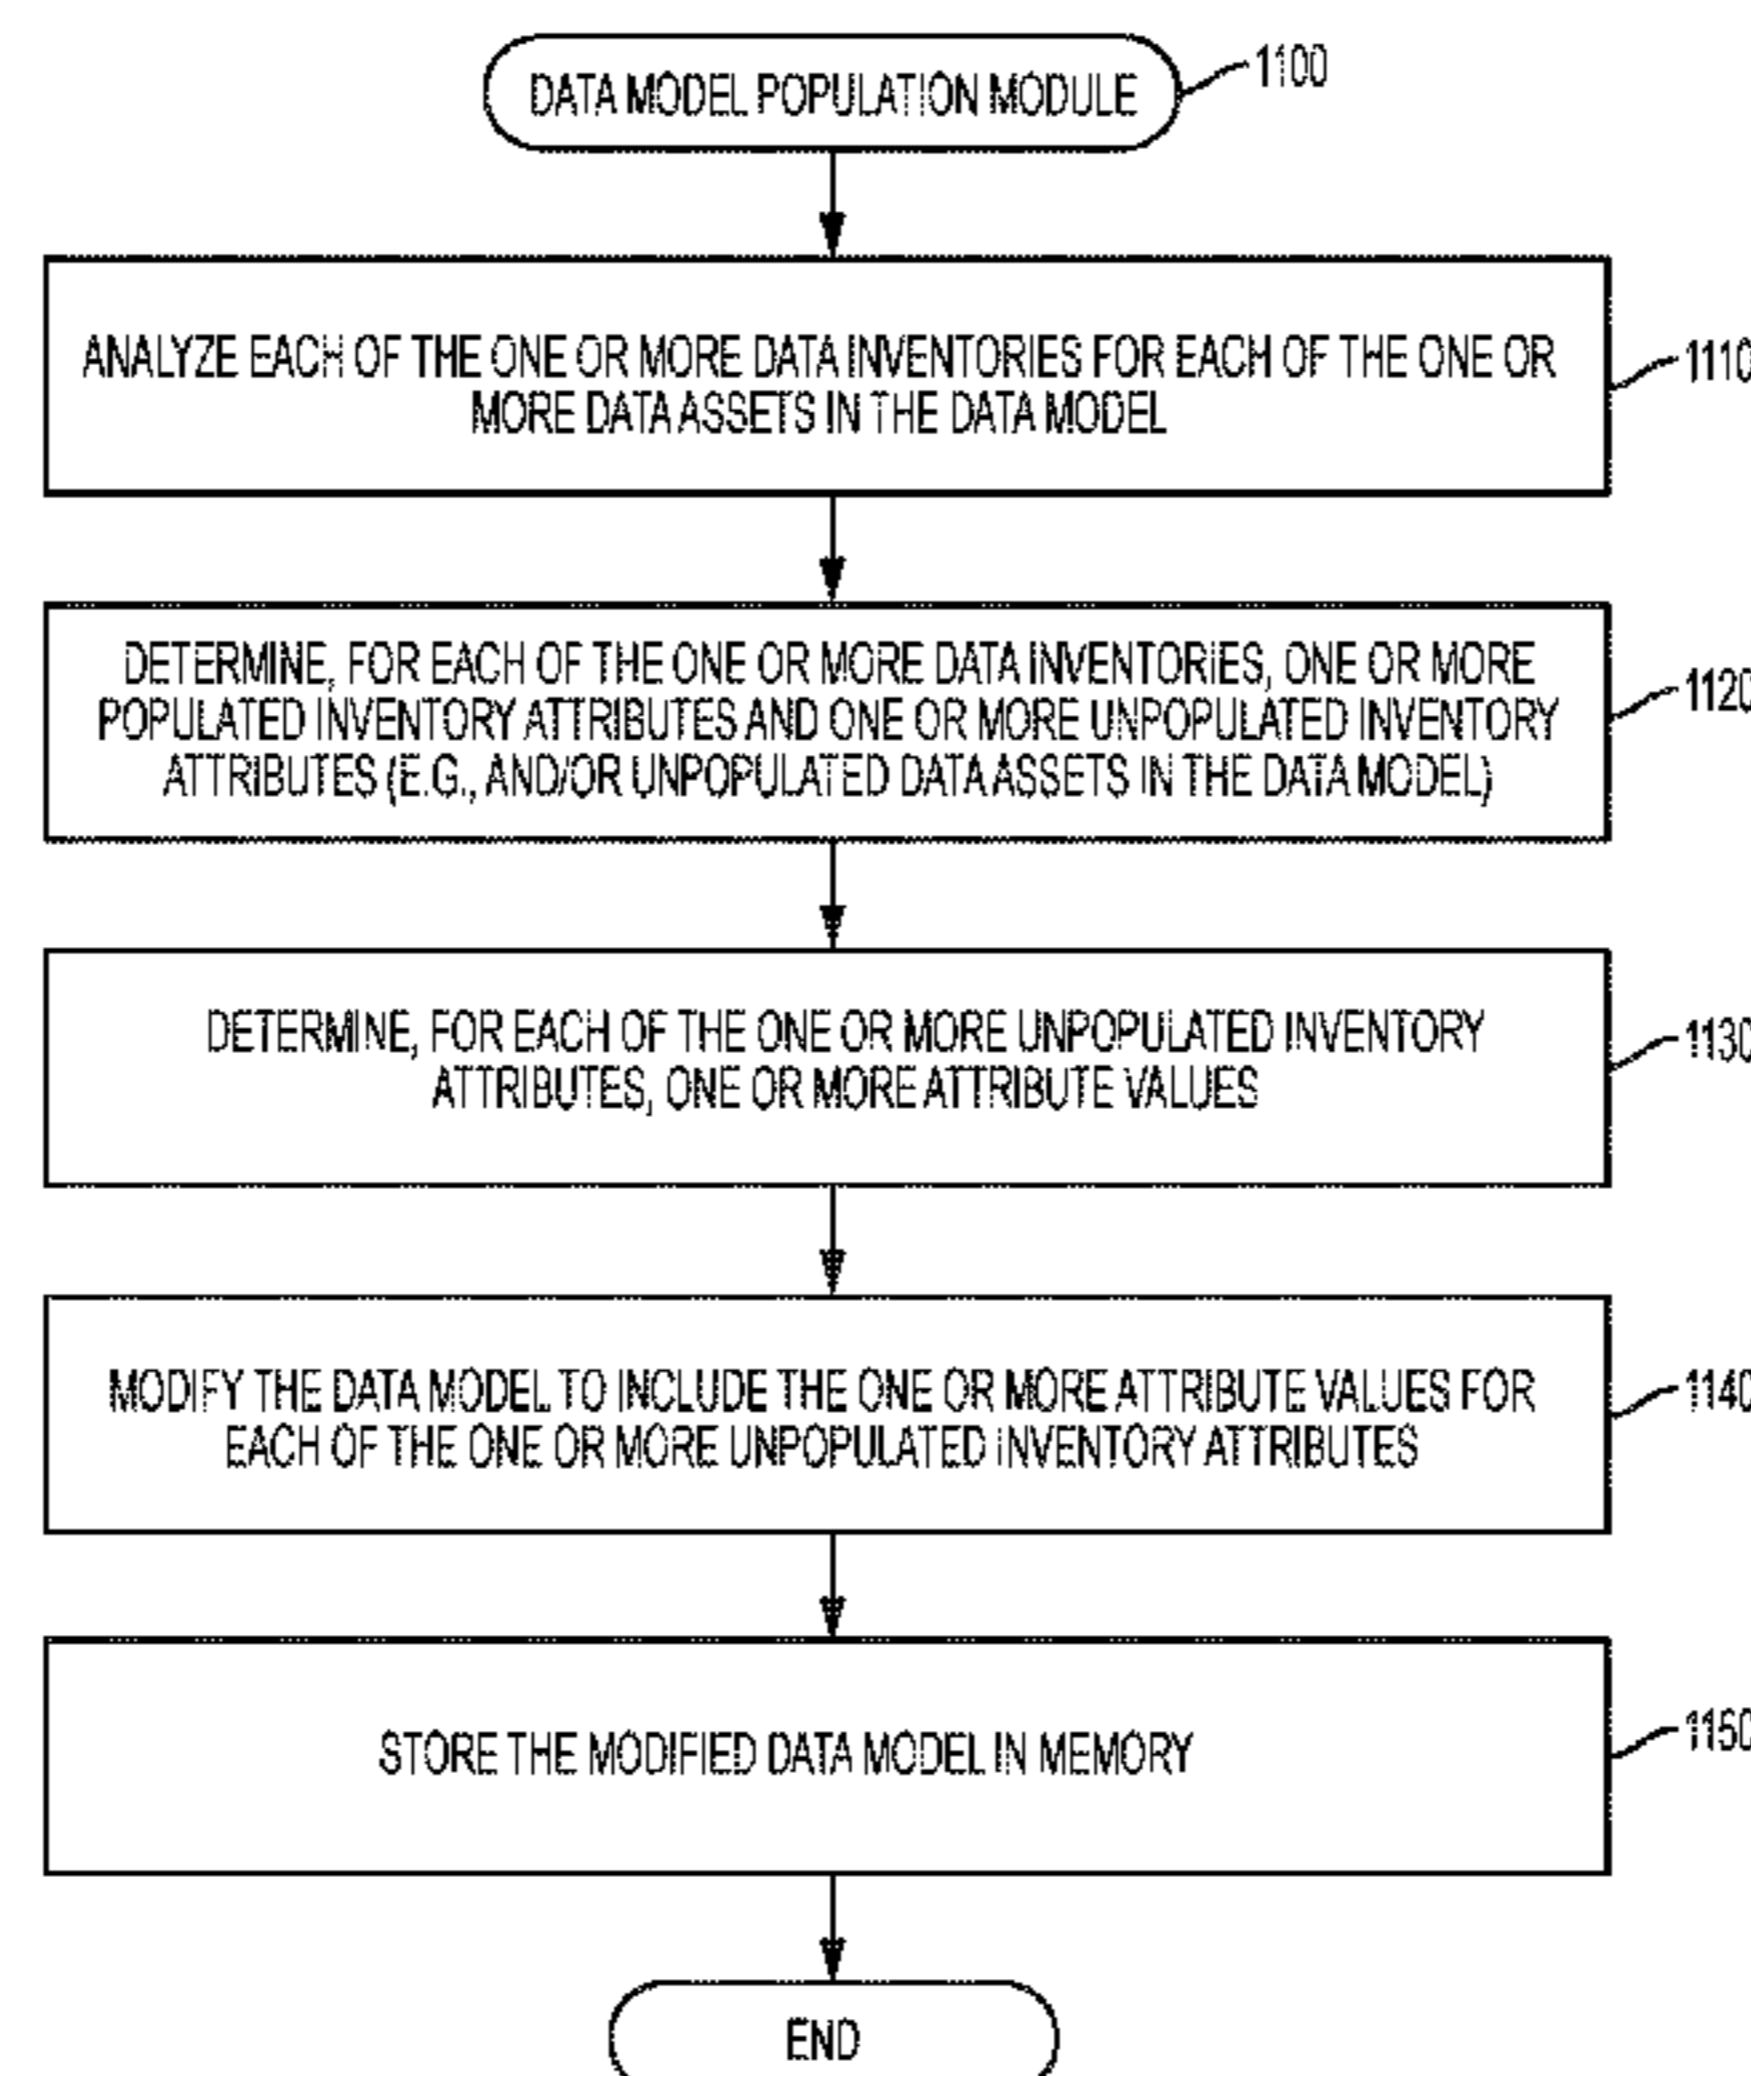 DATA MODEL POPULATION MODULE
1100
ANALYZE EACH OF THE ONE OR MORE DATA INVENTORIES FOR EACH OF THE ONE OR
MORE DATA ASSETS IN THE DATA MODEL
1110
DETERMINE, FOR EACH OF THE ONE OR MORE DATA INVENTORIES, ONE OR MORE
POPULATED INVENTORY ATTRIBUTES AND ONE OR MORE UNPOPULATED INVENTORY
ATTRIBUTES (E.G., AND/OR UNPOPULATED DATA ASSETS IN THE DATA MODEL)
1120
DETERMINE, FOR EACH OF THE ONE OR MORE UNPOPULATED INVENTORY
ATTRIBUTES, ONE OR MORE ATTRIBUTE VALUES
1130
MODIFY THE DATA MODEL TO INCLUDE THE ONE OR MORE ATTRIBUTE VALUES FOR
EACH OF THE ONE OR MORE UNPOPULATED INVENTORY ATTRIBUTES
1140
STORE THE MODIFIED DATA MODEL IN MEMORY
1150
END